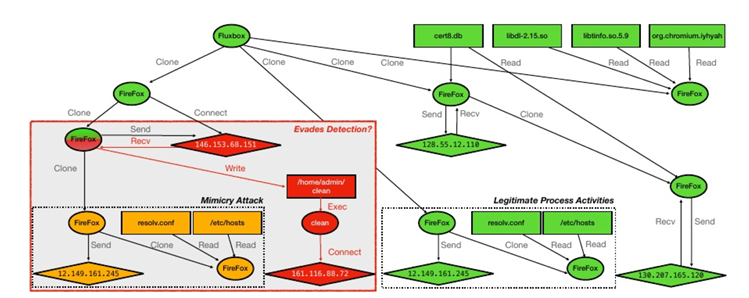 Fluxbox
cert8.db
libdl-2.15.so
libtinfo.so.5.9
org.chromium.iyhyah
Clone
Clone
Clone
Clone
Read
Read
Read
Read
FireFox
FireFox
FireFox
Clone
Connect
Send
Recv
Clone
Evades Detection?
FireFox
Send
Recv
146.153.68.151
128.55.12.110
Clone
Write
/home/admin/
clean
FireFox
Mimicry Attack
Exec
Legitimate Process Activities
FireFox
resolv.conf
/etc/hosts
clean
FireFox
resolv.conf
/etc/hosts
Recv
Send
Send
Clone
Read
Read
Connect
Send
Clone
Read
Read
FireFox
FireFox
12.149.161.245
161.116.88.72
12.149.161.245
130.207.165.120